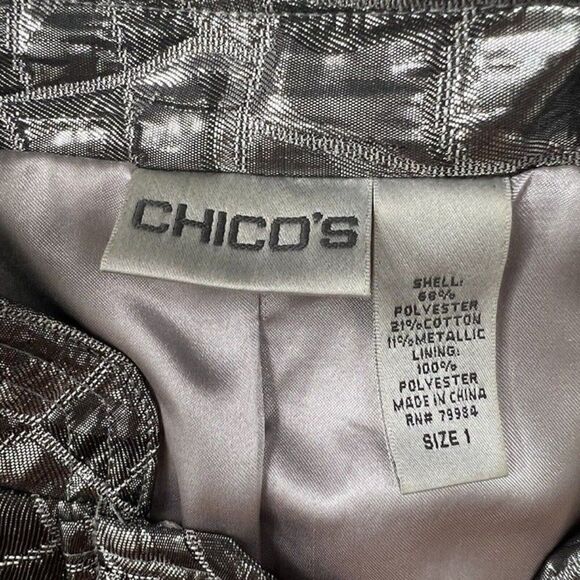 CHICO'S
SHELL:
68%
POLYESTER
21% COTTON
11% METALLIC
LINING:
100%
POLYESTER
MADE IN CHINA
RN# 79984
SIZE 1